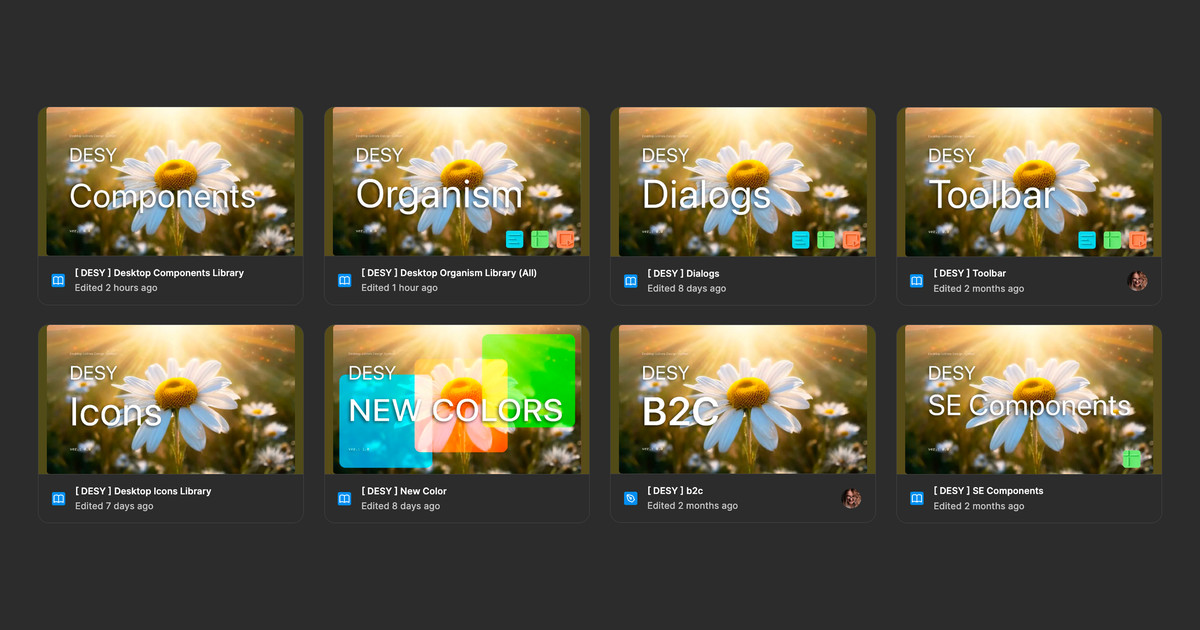 DESY
Components
[ DESY ] Desktop Components Library
Edited 2 hours ago
DESY
Organism
[ DESY ] Desktop Organism Library (All)
Edited 1 hour ago
DESY
Dialogs
[ DESY ] Dialogs
Edited 8 days ago
DESY
Toolbar
[ DESY ] Toolbar
Edited 2 months ago
DESY
Icons
[ DESY ] Desktop Icons Library
Edited 7 days ago
DESY
NEW COLORS
[ DESY ] New Color
Edited 8 days ago
DESY
B2C
[ DESY ] b2c
Edited 2 months ago
DESY
SE Components
[ DESY ] SE Components
Edited 2 months ago